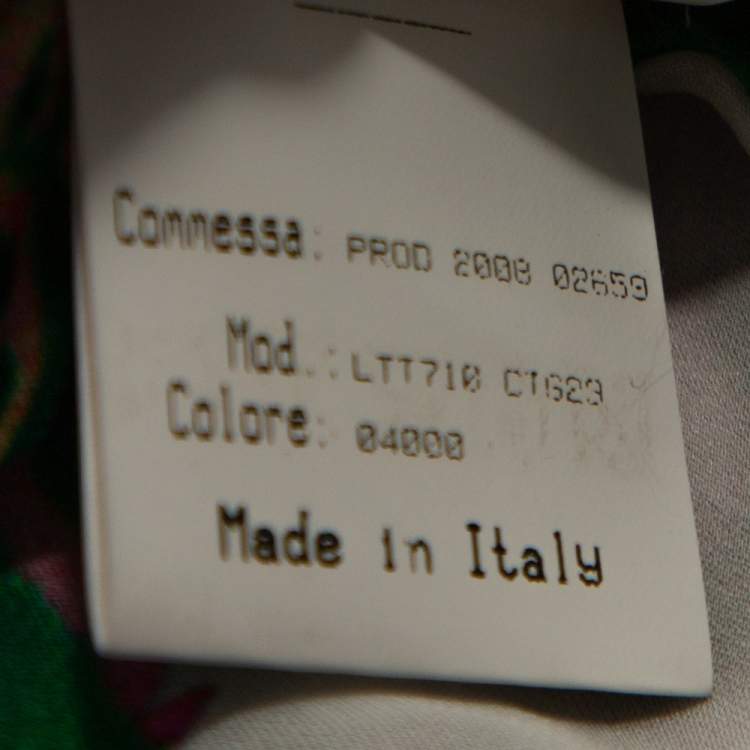 Commessa: PROD 2008 02659
Mod.: LTT710 CT623
Colore: 04000
Made in Italy